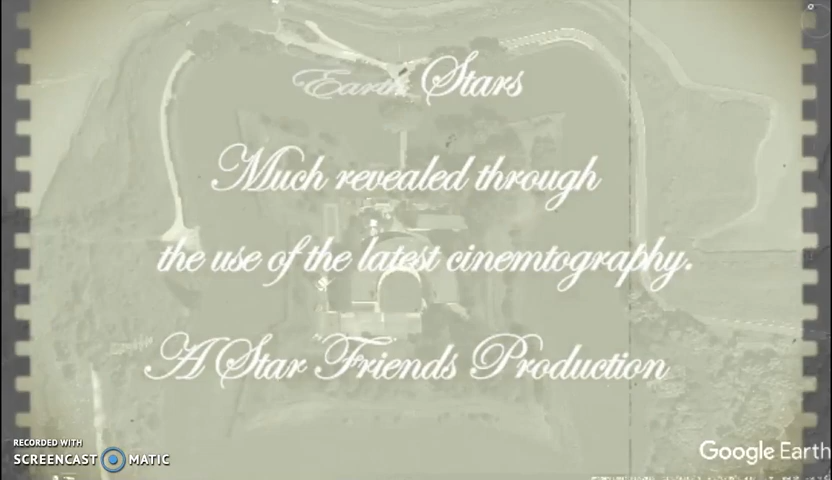 Earth Stars
Much revealed through
the use of the latest cinemtography.
A Star Friends Production
RECORDED WITH
SCREENCAST MATIC
Google Earth